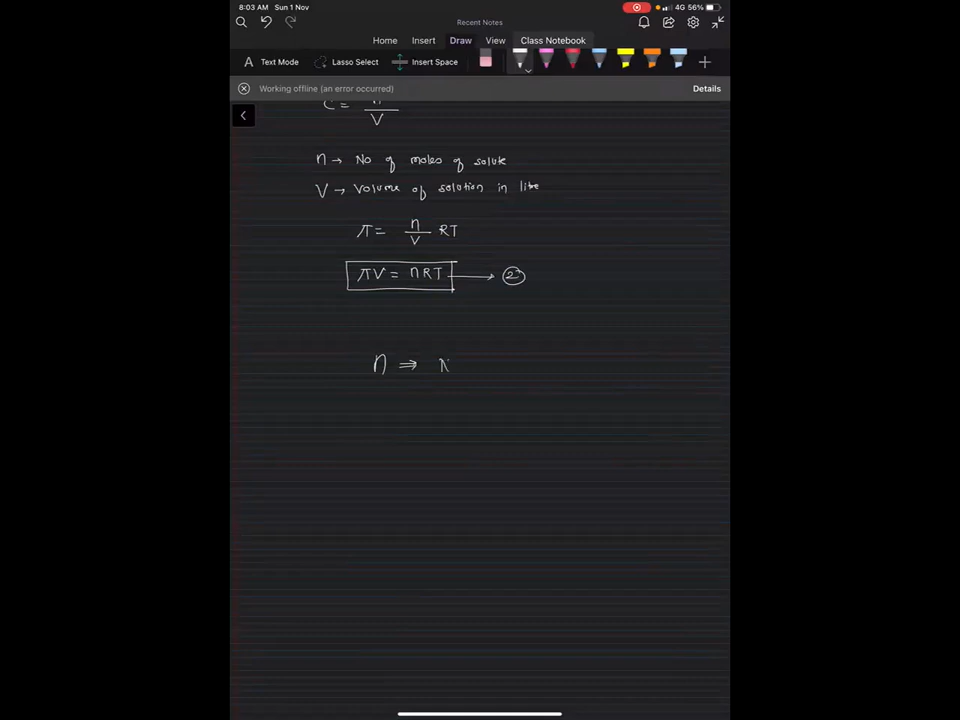 8:03 AM Sun 1 Nov
4G 56%
Recent Notes
Home Insert Draw View Class Notebook
A Text Mode Lasso Select Insert Space
Working offline (an error occurred) Details
C = n
V
n → No of moles of solute
V → Volume of solution in litre
π = n/V RT
πV = nRT → 2
n ⇒